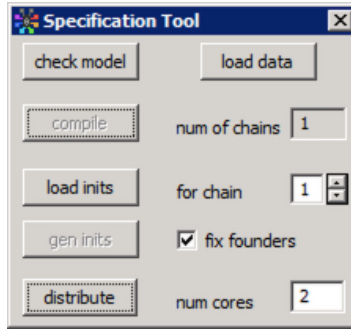 Specification Tool
check model load data
compile num of chains 1
load inits for chain 1
gen inits fix founders
distribute num cores 2